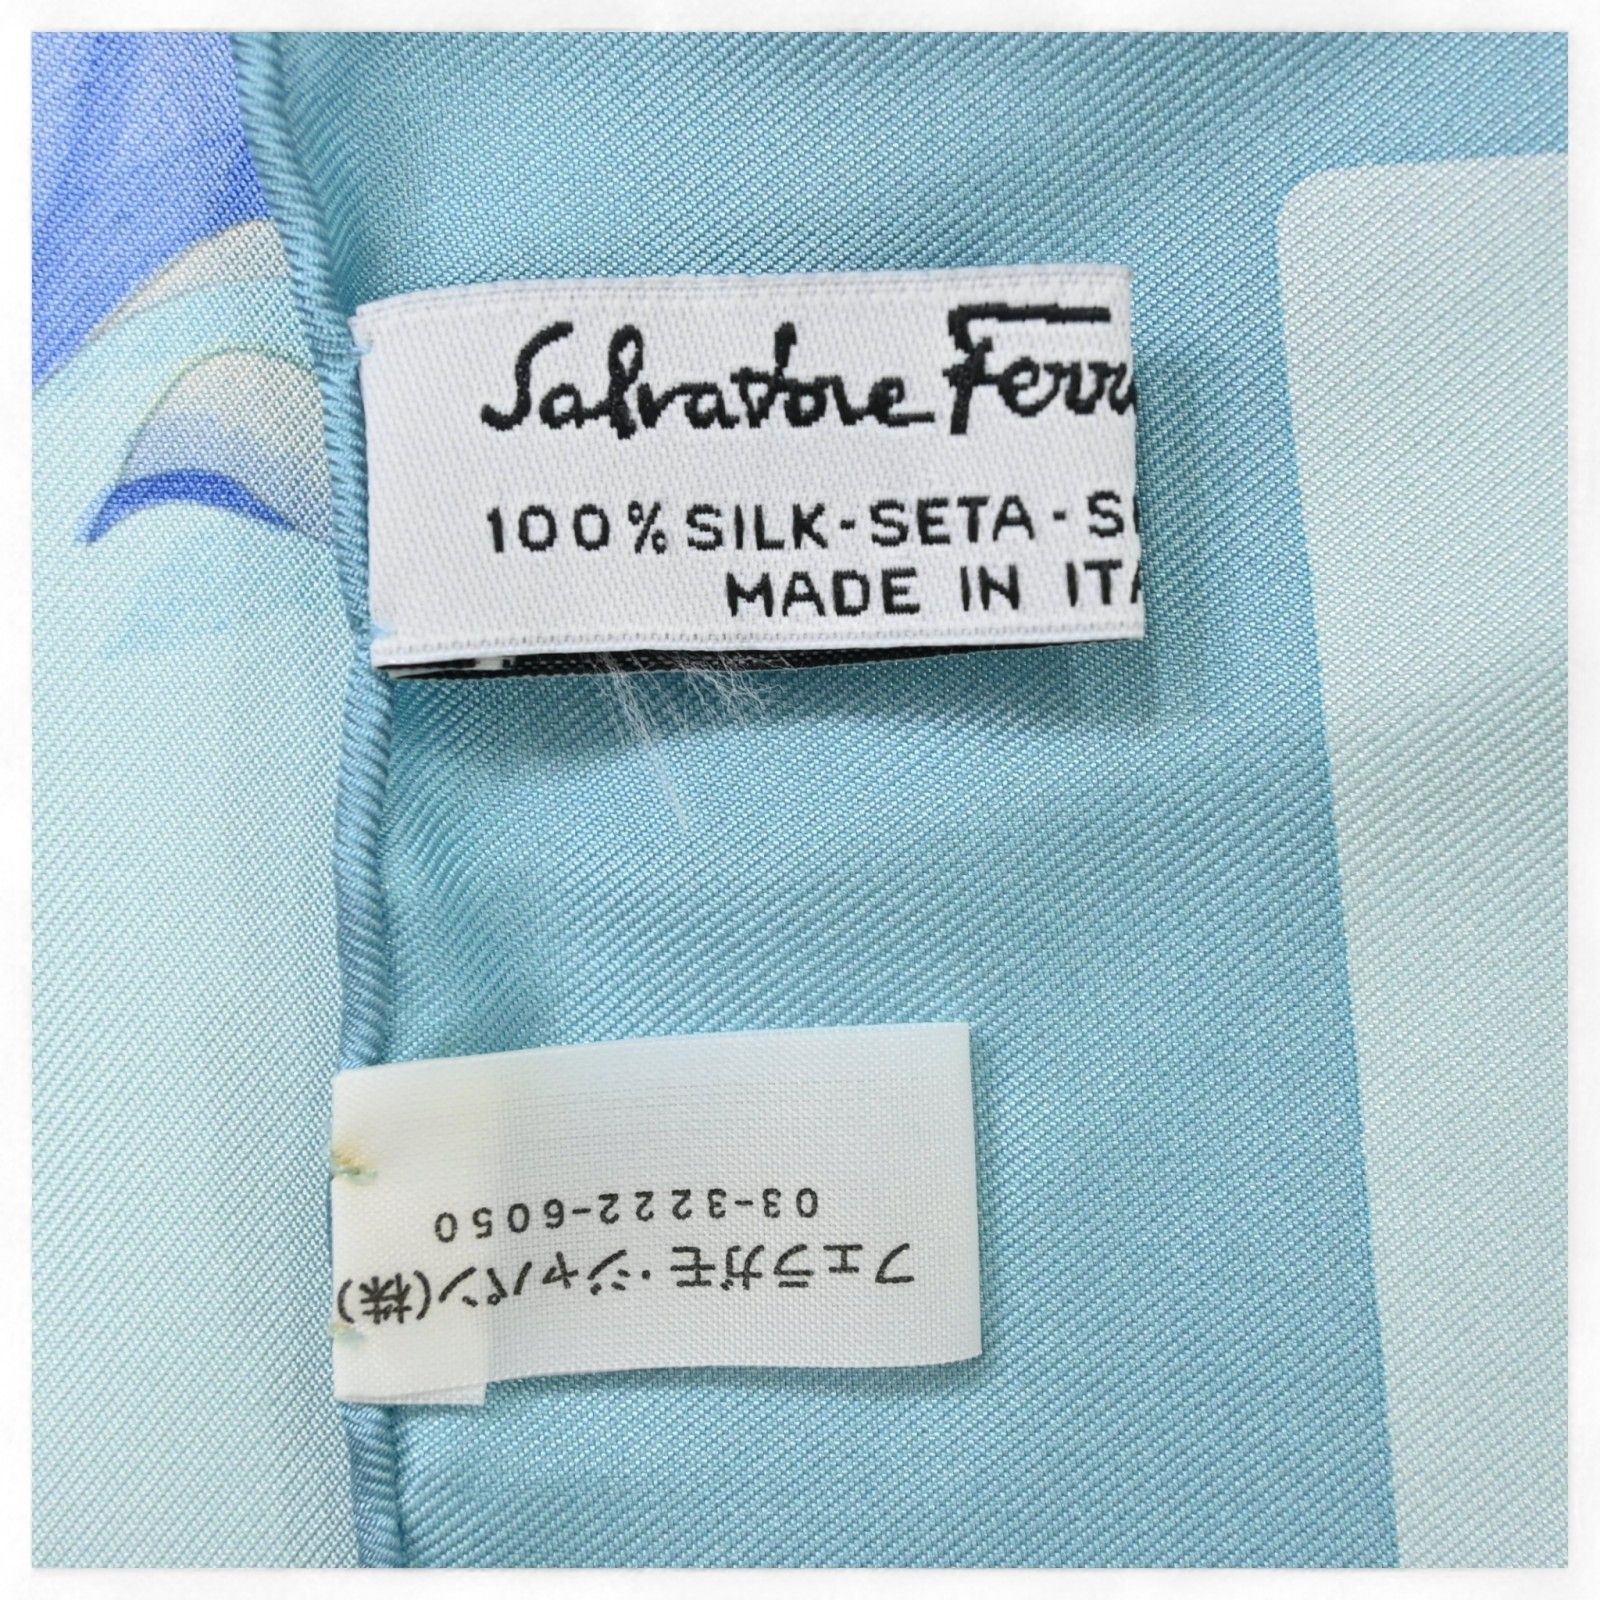 Salvatore Ferr
100% SILK-SETA-S
MADE IN ITA
フェラガモ・ジャパン(株)
03-3222-6050